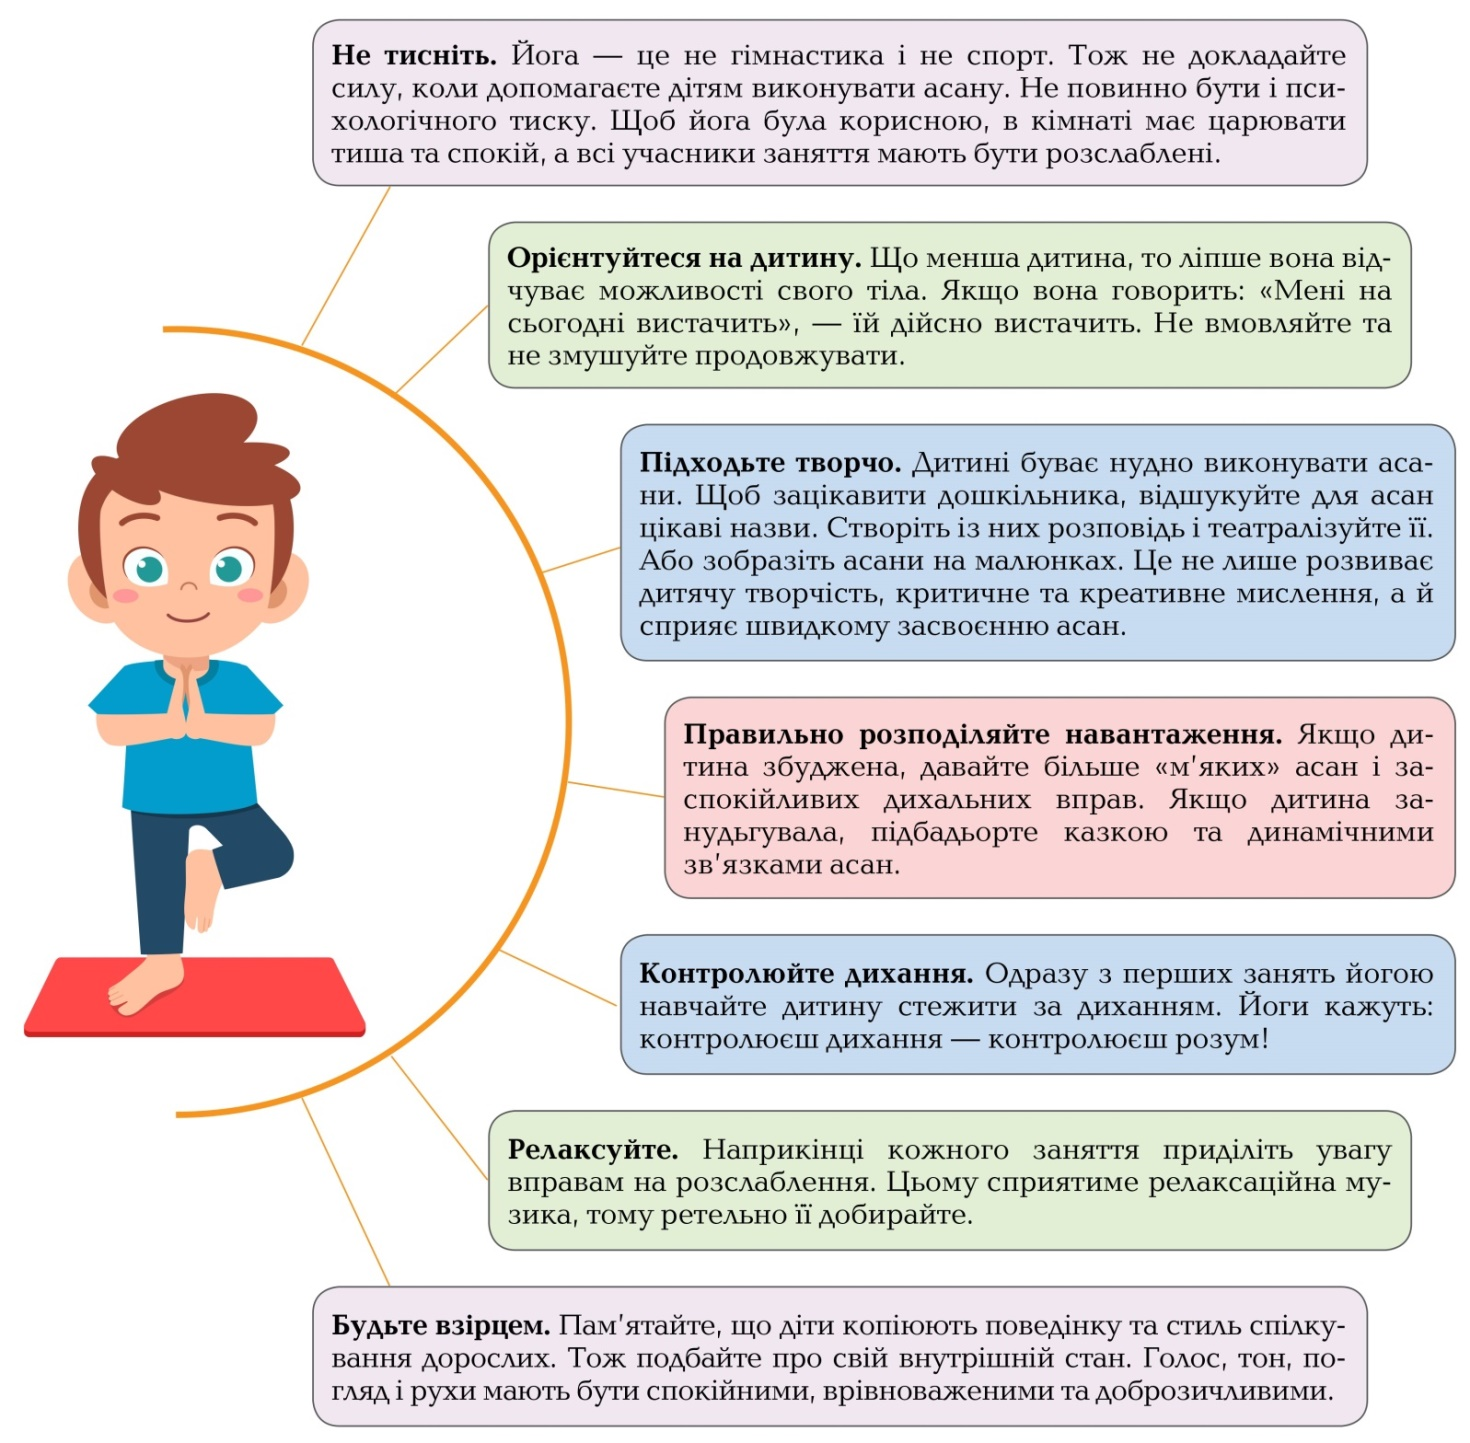 Не тисніть. Йога — це не гімнастика і не спорт. Тож не докладайте
силу, коли допомагаєте дітям виконувати асану. Не повинно бути і пси-
хологічного тиску. Щоб йога була корисною, в кімнаті має царювати
тиша та спокій, а всі учасники заняття мають бути розслаблені.
Орієнтуйтеся на дитину. Що менша дитина, то ліпше вона від-
чуває можливості свого тіла. Якщо вона говорить: «Мені на
сьогодні вистачить», — їй дійсно вистачить. Не вмовляйте та
не змушуйте продовжувати.
Підходьте творчо. Дитині буває нудно виконувати аса-
ни. Щоб зацікавити дошкільника, відшукуйте для асан
цікаві назви. Створіть із них розповідь і театралізуйте її.
Або зобразіть асани на малюнках. Це не лише розвиває
дитячу творчість, критичне та креативне мислення, а й
сприяє швидкому засвоєнню асан.
Правильно розподіляйте навантаження. Якщо ди-
тина збуджена, давайте більше «м’яких» асан і за-
спокійливих дихальних вправ. Якщо дитина за-
нудьгувала, підбадьорте казкою та динамічними
зв’язками асан.
Контролюйте дихання. Одразу з перших занять йогою
навчайте дитину стежити за диханням. Йоги кажуть:
контролюєш дихання — контролюєш розум!
Релаксуйте. Наприкінці кожного заняття приділіть увагу
вправам на розслаблення. Цьому сприятиме релаксаційна му-
зика, тому ретельно її добирайте.
Будьте взірцем. Пам’ятайте, що діти копіюють поведінку та стиль спілку-
вання дорослих. Тож подбайте про свій внутрішній стан. Голос, тон, по-
гляд і рухи мають бути спокійними, врівноваженими та доброзичливими.